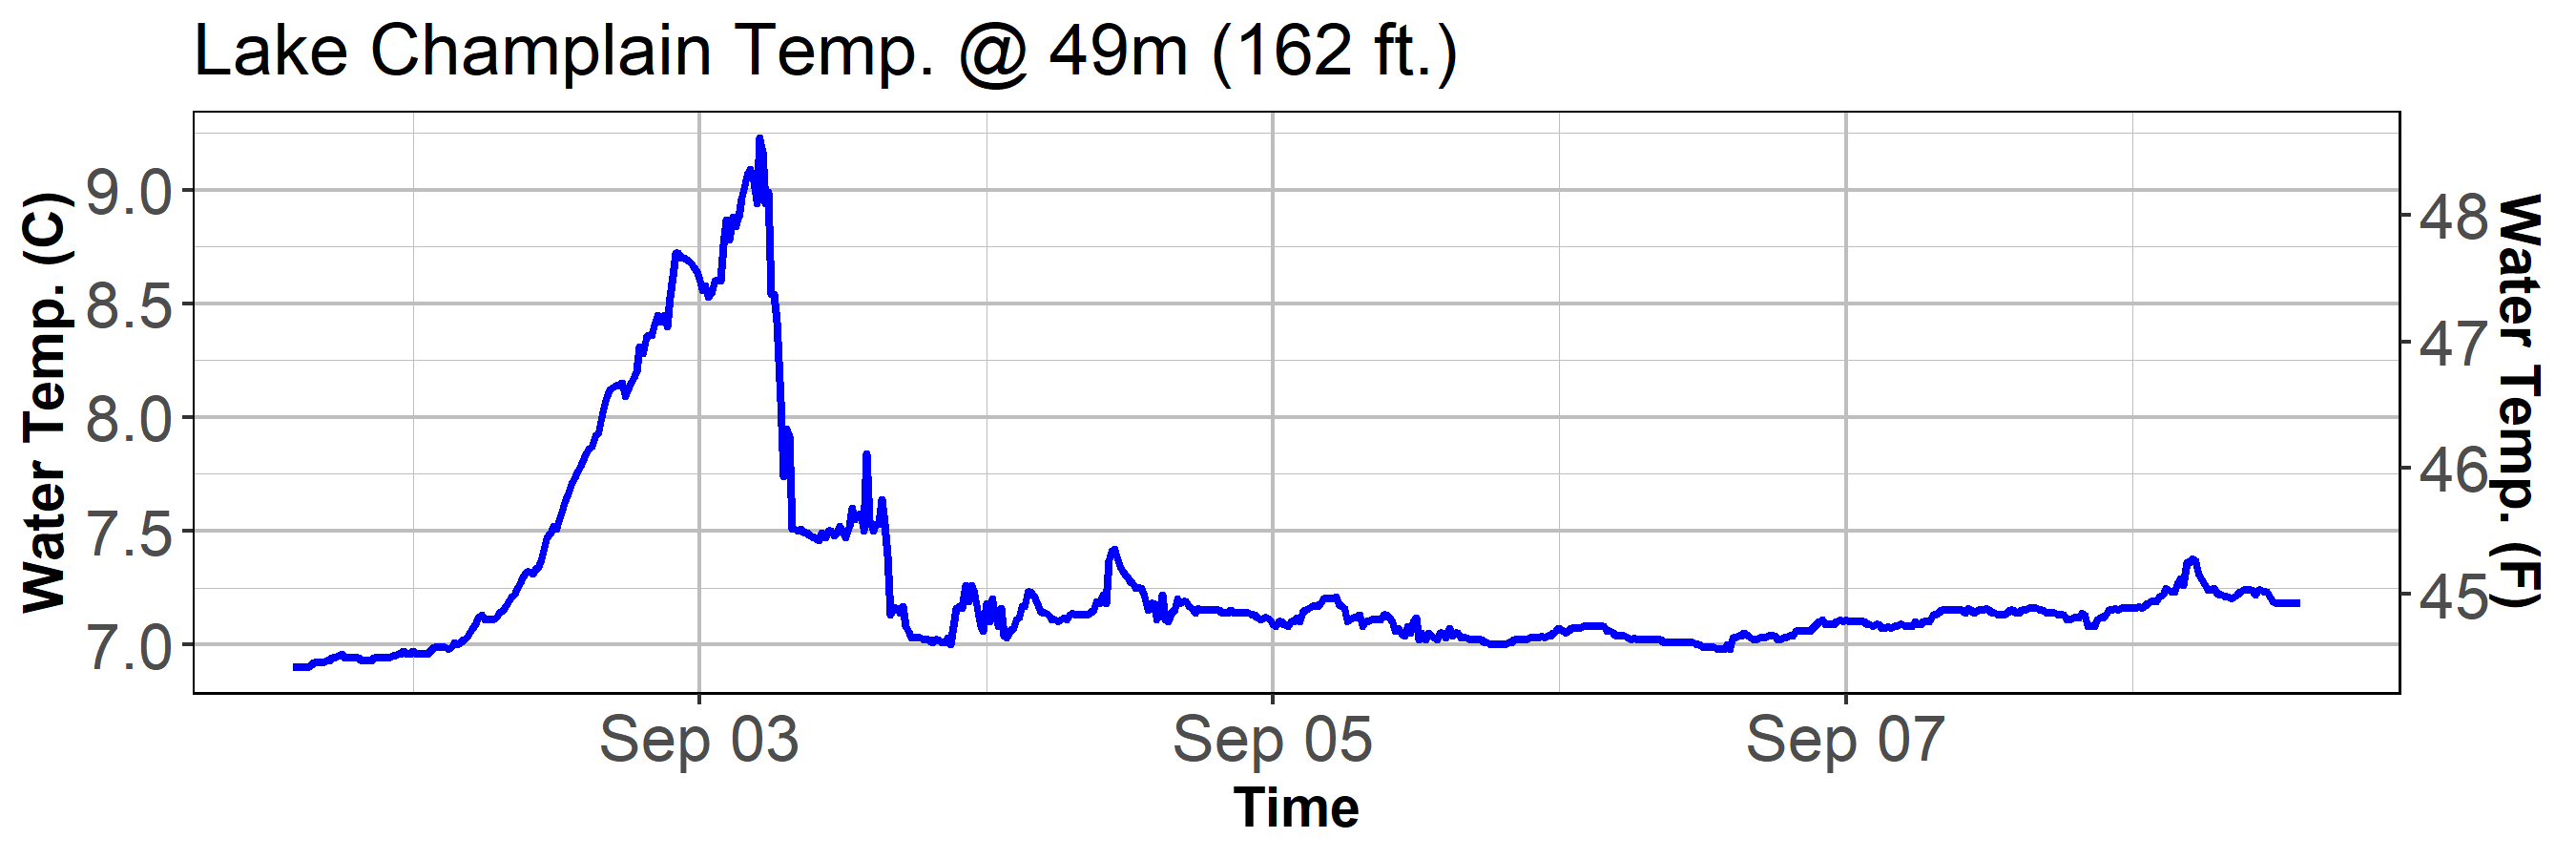 Lake Champlain Temp. @ 49m (162 ft.)
Water Temp. (C)
9.0
8.5
8.0
7.5
7.0
48
47
46
45
Water Temp. (F)
Sep 03
Sep 05
Sep 07
Time